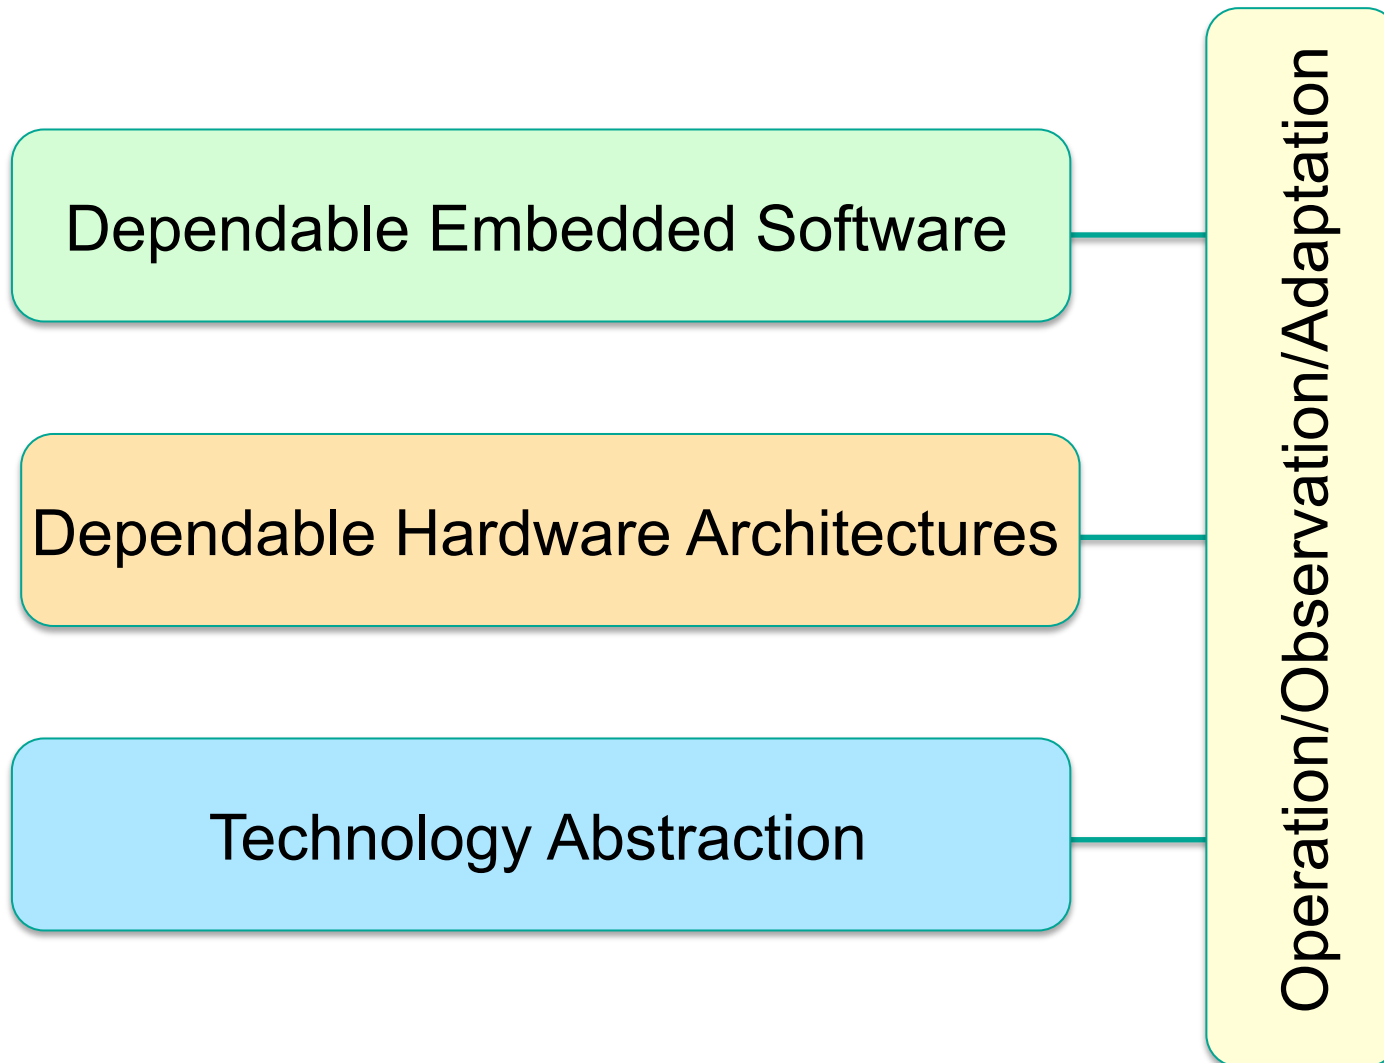 Dependable Embedded Software
Dependable Hardware Architectures
Technology Abstraction
Operation/Observation/Adaptation